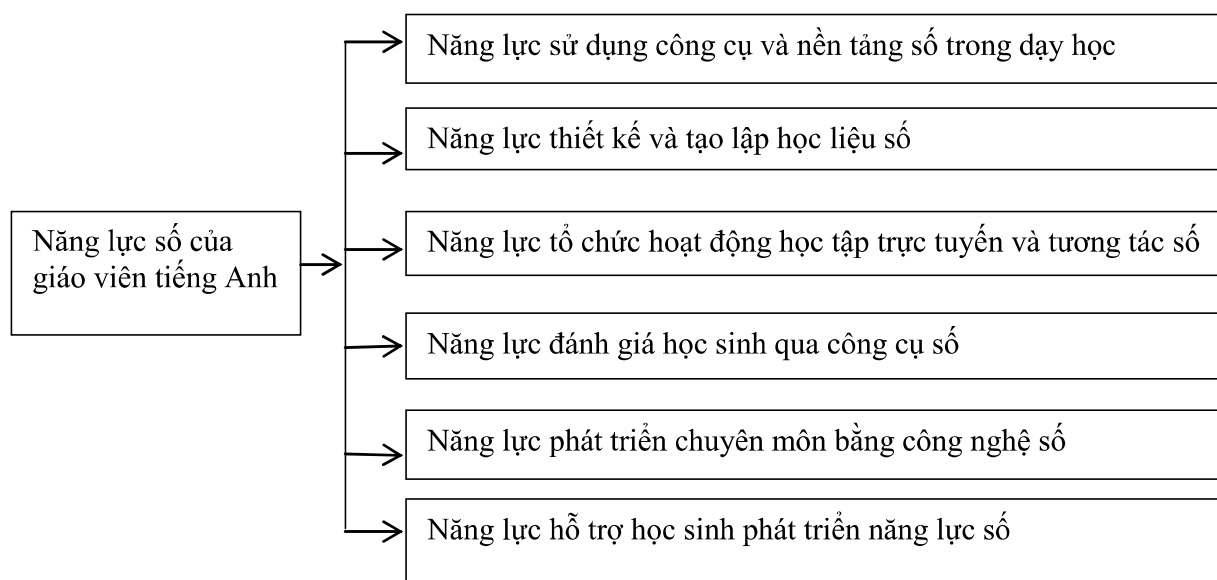 Năng lực số của
giáo viên tiếng Anh
Năng lực sử dụng công cụ và nền tảng số trong dạy học
Năng lực thiết kế và tạo lập học liệu số
Năng lực tổ chức hoạt động học tập trực tuyến và tương tác số
Năng lực đánh giá học sinh qua công cụ số
Năng lực phát triển chuyên môn bằng công nghệ số
Năng lực hỗ trợ học sinh phát triển năng lực số